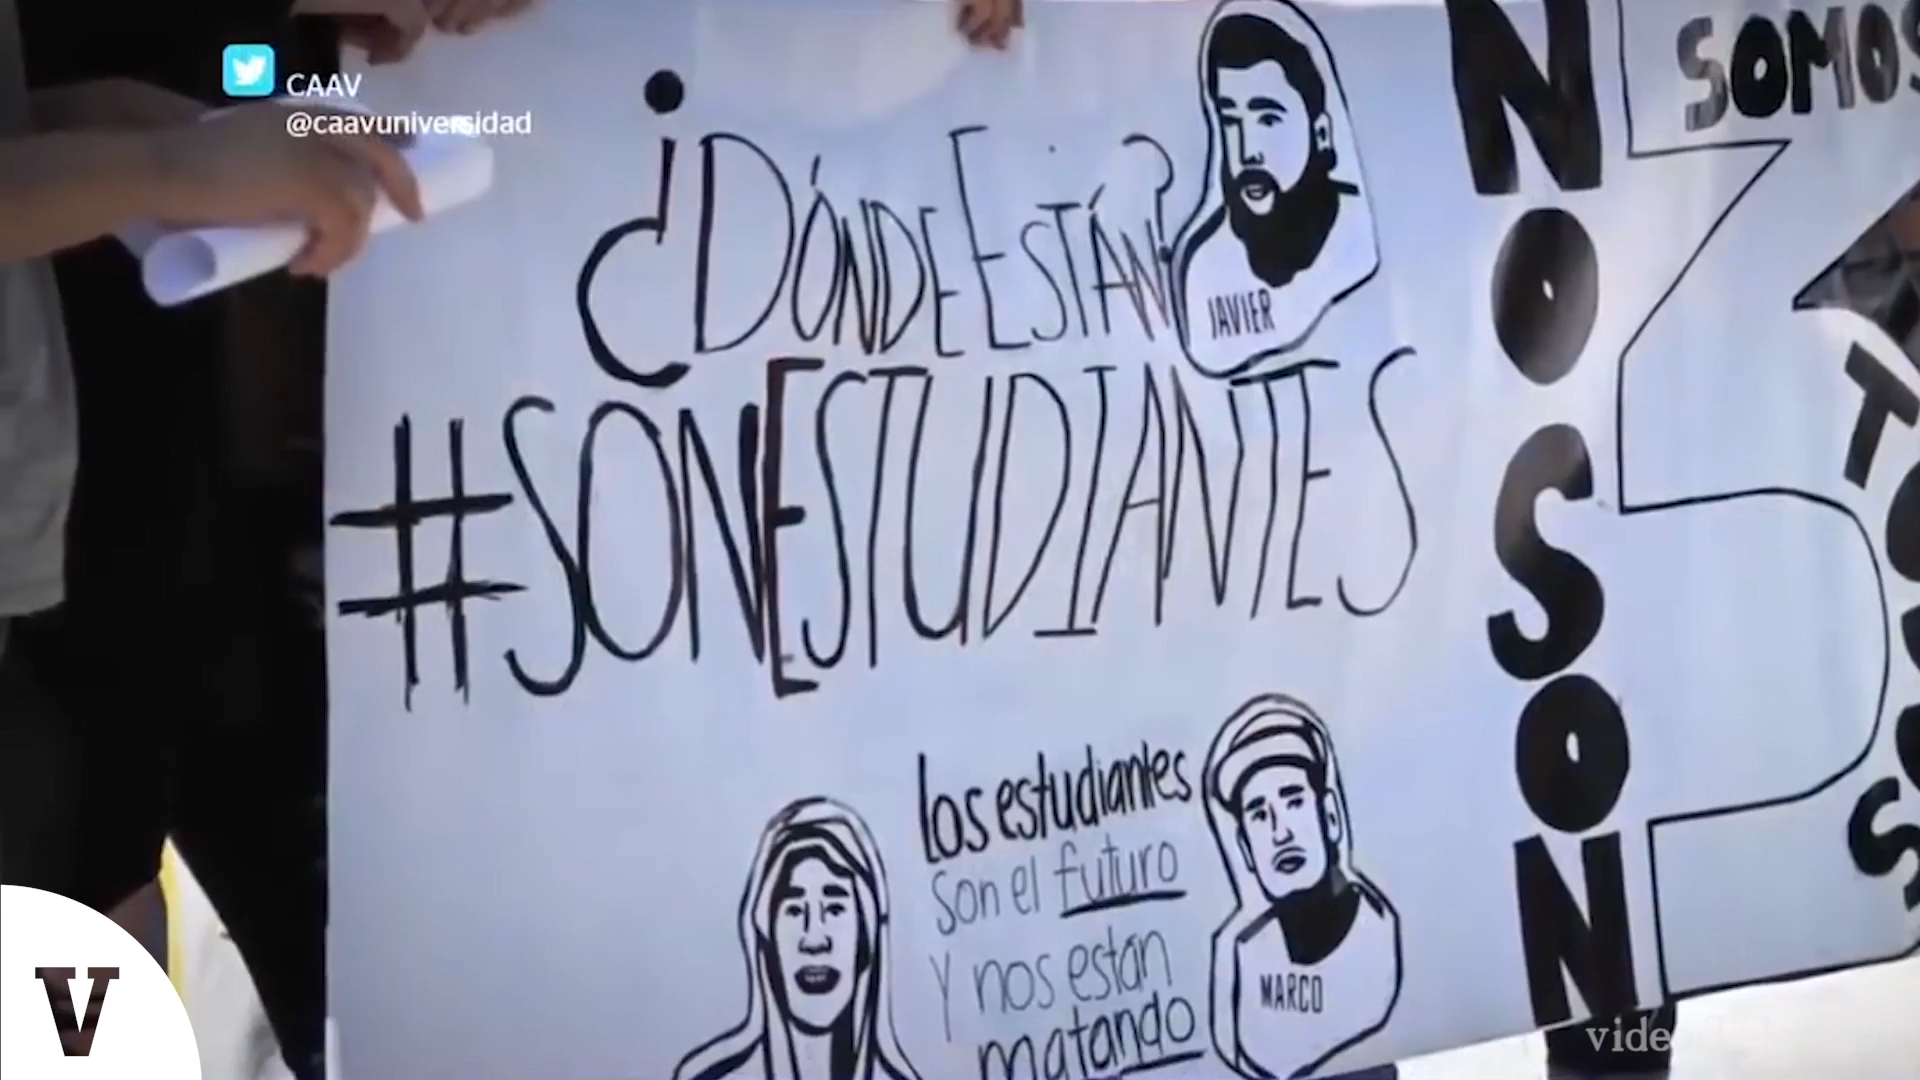 CAAV
@caavuniversidad
¿DÓNDE ESTÁN?
JAVIER
#SONESTUDIANTES
los estudiantes
son el futuro
Y nos están
matando
MARCO
NO SON
3
SOMOS
TODOS
V